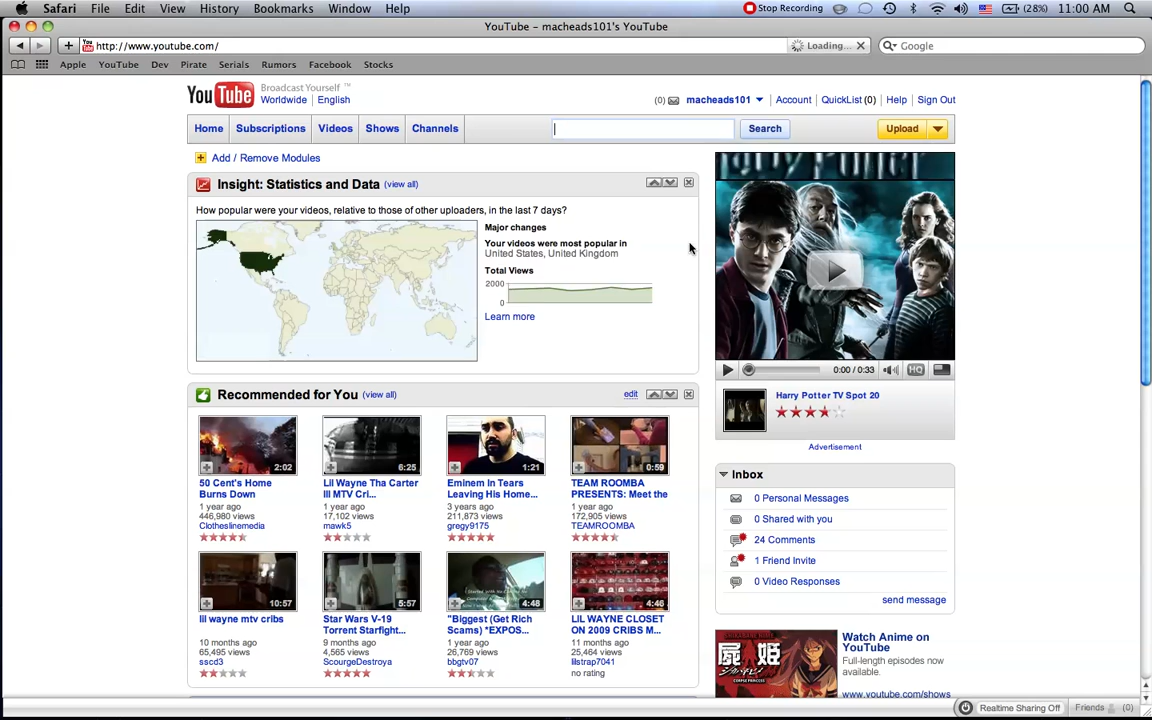 Safari File Edit View History Bookmarks Window Help
Stop Recording (28%) 11:00 AM
YouTube - macheads101's YouTube
http://www.youtube.com/
Loading...
Google
Apple YouTube Dev Pirate Serials Rumors Facebook Stocks
YouTube
Broadcast Yourself ™
Worldwide English
(0) macheads101 Account QuickList (0) Help Sign Out
Home Subscriptions Videos Shows Channels
Search
Upload
Add / Remove Modules
Insight: Statistics and Data (view all)
How popular were your videos, relative to those of other uploaders, in the last 7 days?
Major changes
Your videos were most popular in
United States, United Kingdom
Total Views
2000
0
Learn more
Recommended for You (view all)
edit
2:02
6:25
1:21
0:59
50 Cent's Home
Burns Down
1 year ago
446,980 views
Clotheslinemedia
Lil Wayne Tha Carter
III MTV Cri...
1 year ago
17,102 views
mawk5
Eminem In Tears
Leaving His Home...
3 years ago
211,873 views
gregy9175
TEAM ROOMBA
PRESENTS: Meet the
1 year ago
172,905 views
TEAMROOMBA
10:57
5:57
4:48
4:46
lil wayne mtv cribs
10 months ago
65,495 views
sscd3
Star Wars V-19
Torrent Starfight...
9 months ago
4,565 views
ScourgeDestroya
"Biggest (Get Rich
Scams) *EXPOS...
1 year ago
26,769 views
bbgtv07
LIL WAYNE CLOSET
ON 2009 CRIBS M...
11 months ago
25,464 views
lilstrap7041
no rating
Harry Potter
0:00 / 0:33
HQ
Harry Potter TV Spot 20
Advertisement
Inbox
0 Personal Messages
0 Shared with you
24 Comments
1 Friend Invite
0 Video Responses
send message
屍姫
Watch Anime on
YouTube
Full-length episodes now
available.
www.youtube.com/shows
Realtime Sharing Off Friends (0)